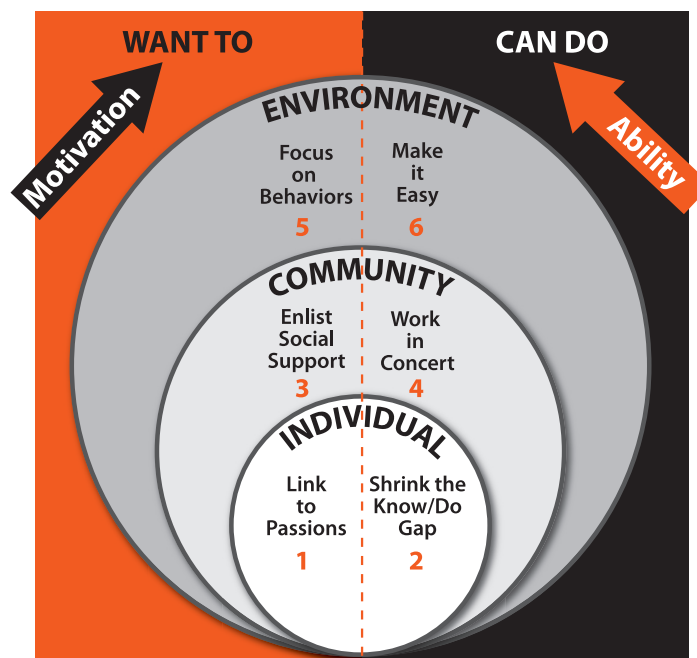 WANT TO
CAN DO
Motivation
Ability
ENVIRONMENT
Focus
on
Behaviors
5
Make
it
Easy
6
COMMUNITY
Enlist
Social
Support
3
Work
in
Concert
4
INDIVIDUAL
Link
to
Passions
1
Shrink the
Know/Do
Gap
2